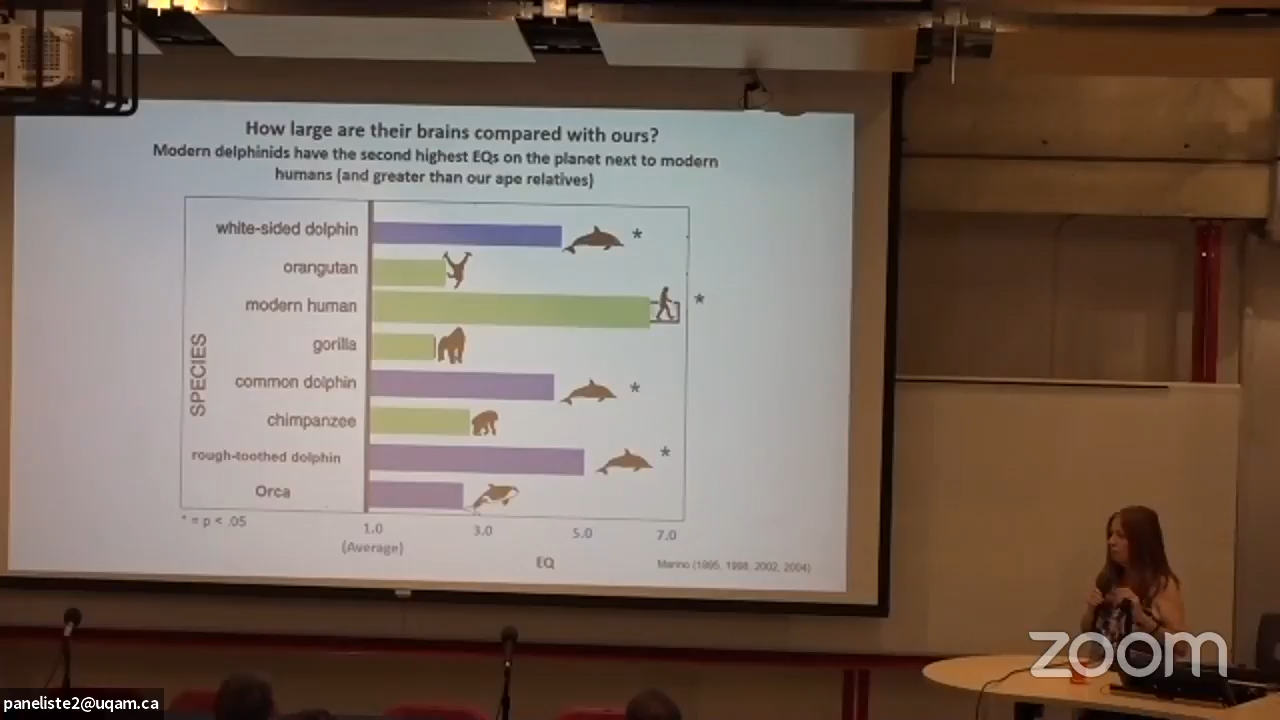 How large are their brains compared with ours?
Modern delphinids have the second highest EQs on the planet next to modern
humans (and greater than our ape relatives)
white-sided dolphin
*
orangutan
modern human
*
gorilla
SPECIES
common dolphin
*
chimpanzee
rough-toothed dolphin
*
Orca
* = p < .05
1.0
3.0
5.0
7.0
(Average)
EQ
Marino (1995, 1998, 2002, 2004)
zoom
paneliste2@uqam.ca